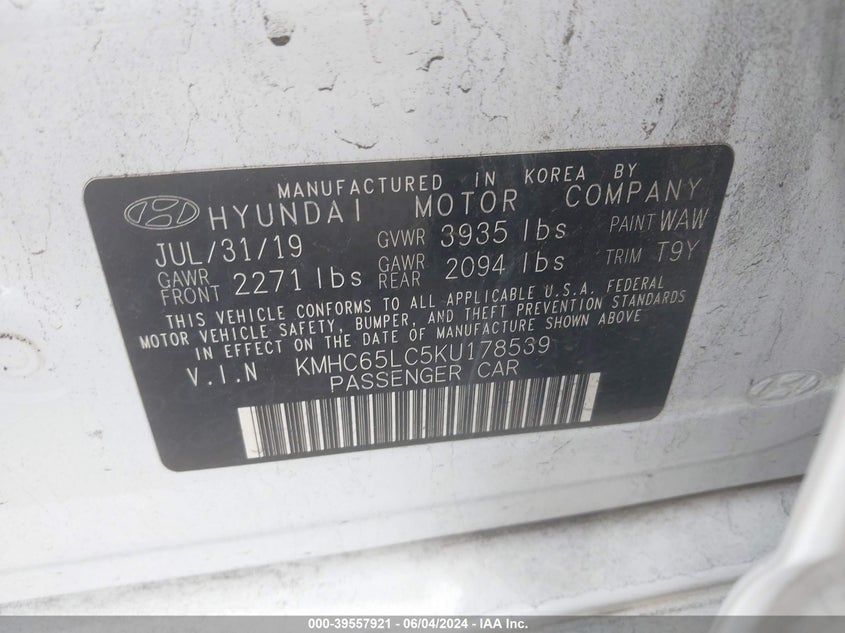 MANUFACTURED IN KOREA BY
HYUNDAI MOTOR COMPANY
JUL/31/19 GVWR 3935 lbs PAINT WAW
GAWR FRONT 2271 lbs GAWR REAR 2094 lbs TRIM T9Y
THIS VEHICLE CONFORMS TO ALL APPLICABLE U.S.A. FEDERAL
MOTOR VEHICLE SAFETY, BUMPER, AND THEFT PREVENTION STANDARDS
IN EFFECT ON THE DATE OF MANUFACTURE SHOWN ABOVE
V.I.N KMHC65LC5KU178539
PASSENGER CAR
000-39557921 - 06/04/2024 - IAA Inc.